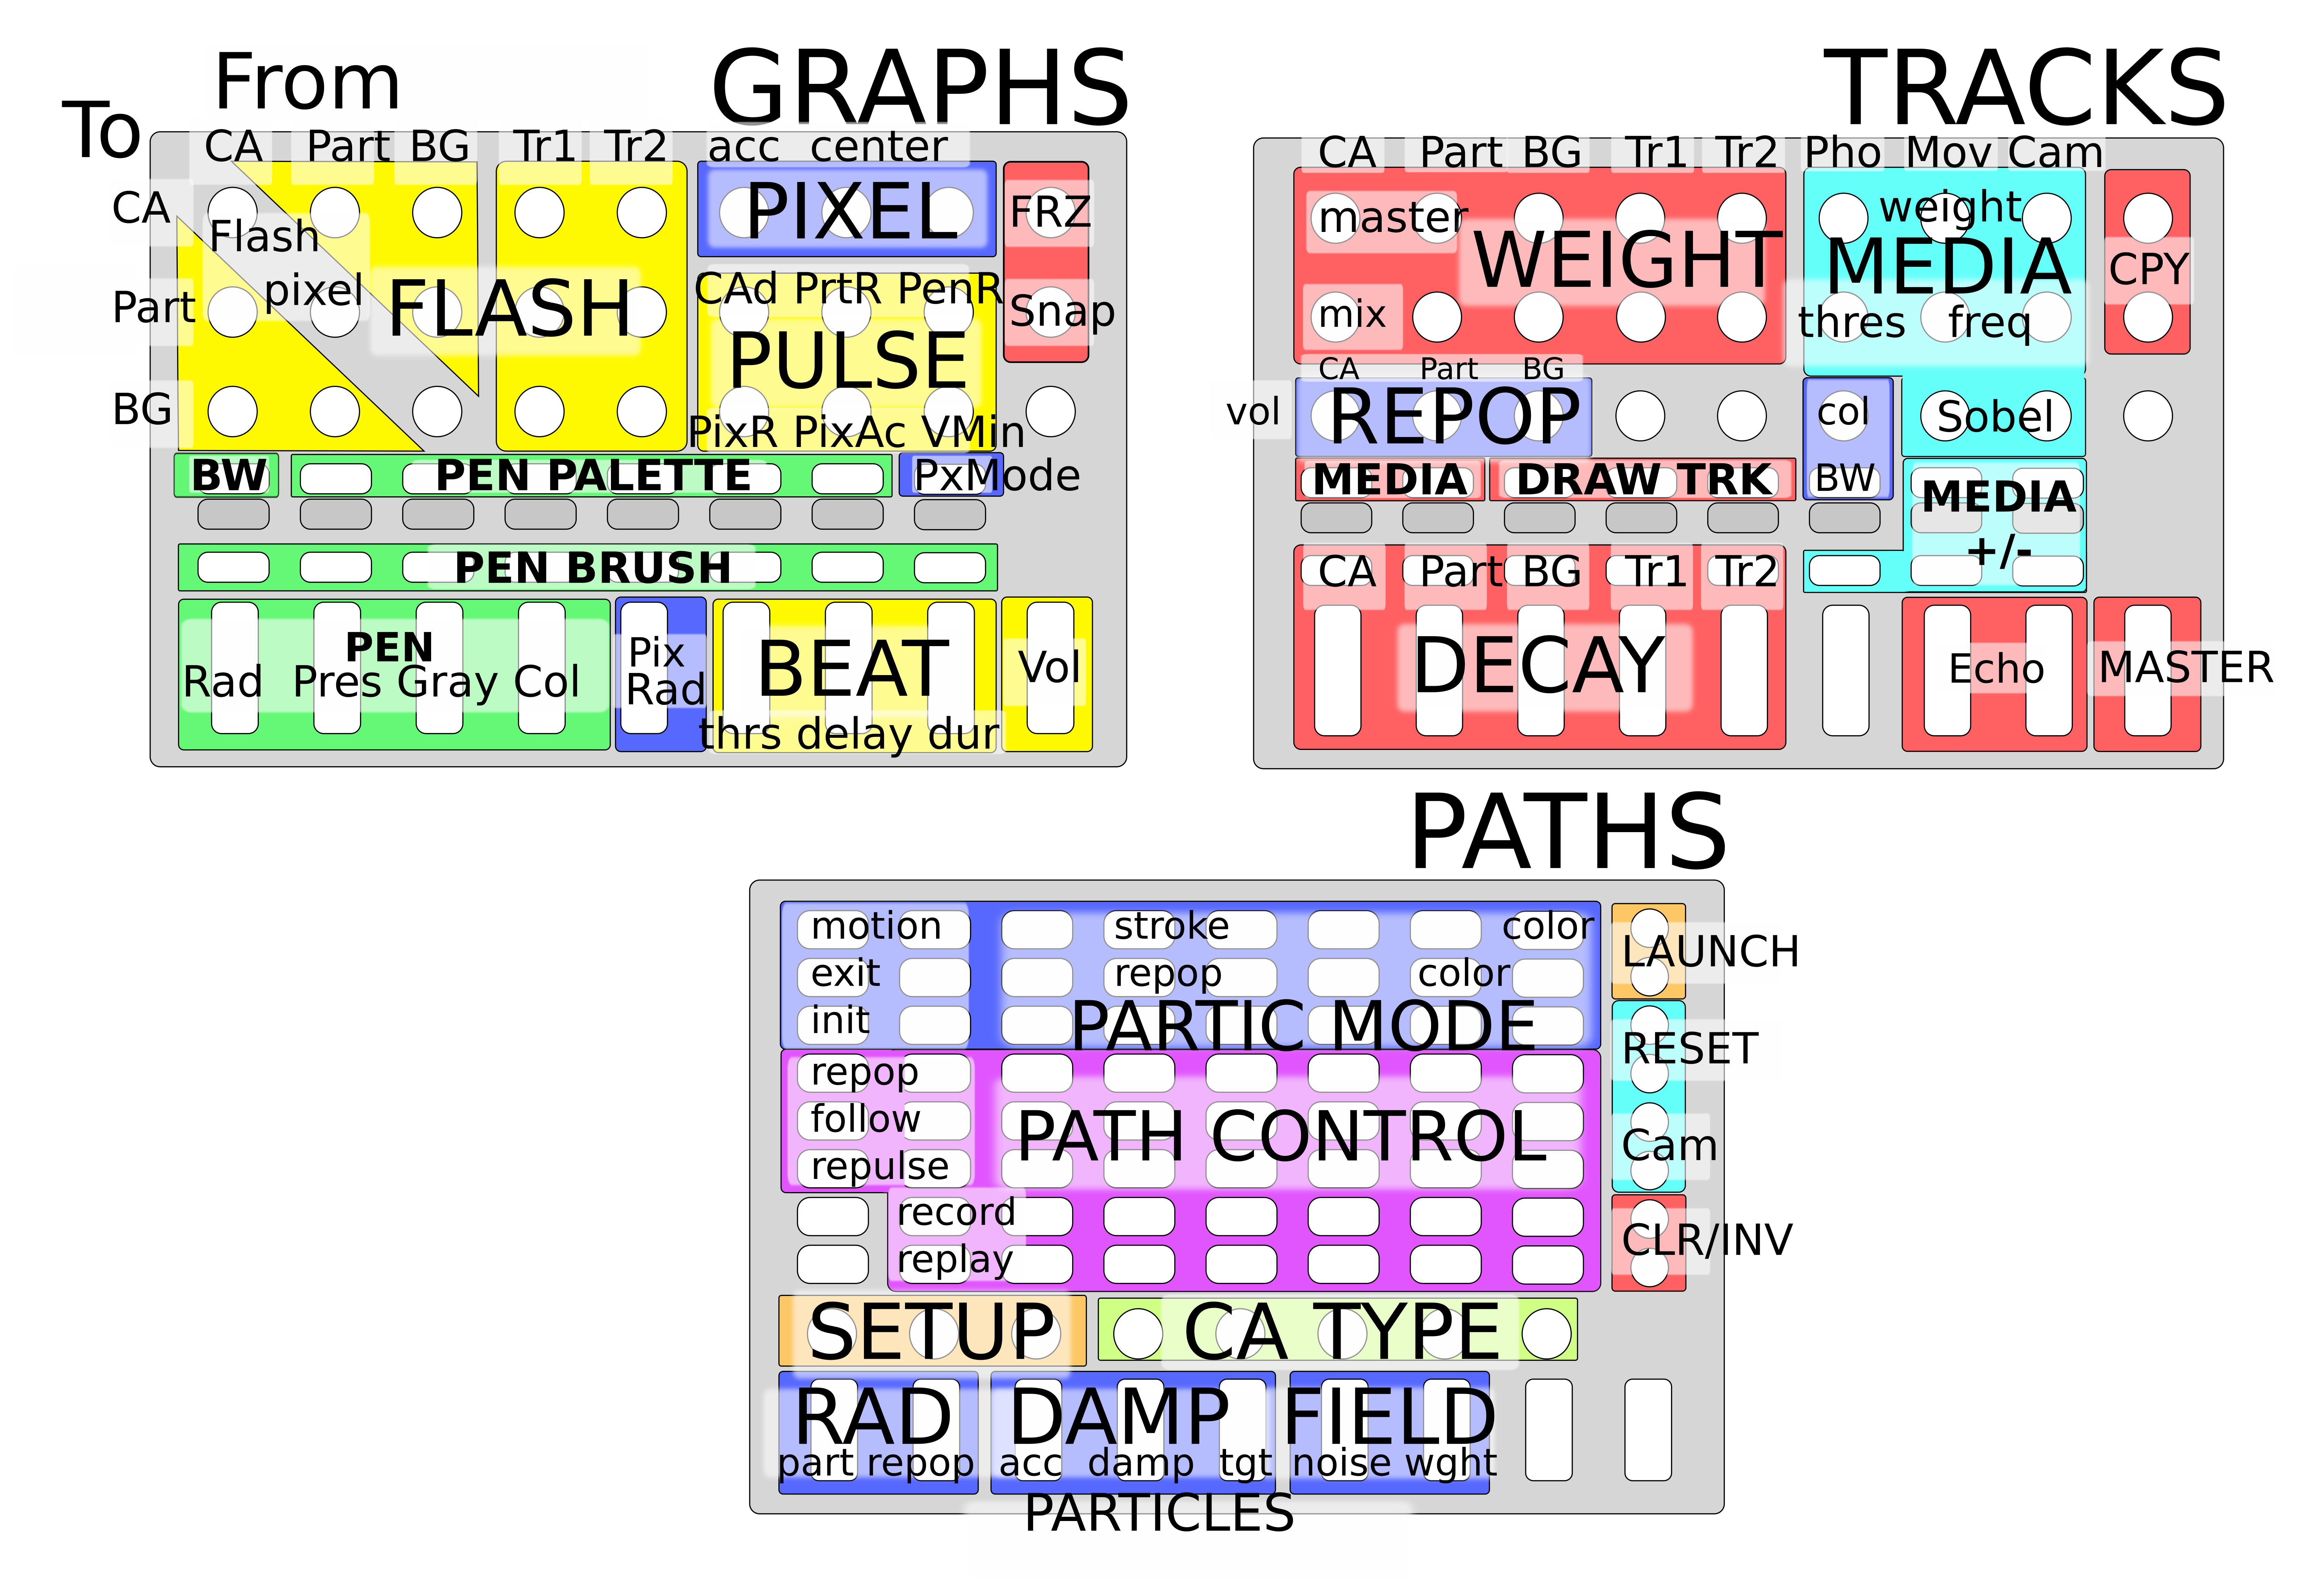 From
GRAPHS
To
CA Part BG Tr1 Tr2 acc center
CA
PIXEL
FRZ
Flash
pixel
FLASH
Part
CAd PrtR PenR
Snap
PULSE
BG
PixR PixAc VMin
BW
PEN PALETTE
PxMode
PEN BRUSH
PEN
Rad Pres Gray Col
Pix
Rad
BEAT
Vol
thrs delay dur
TRACKS
CA Part BG Tr1 Tr2 Pho Mov Cam
master
weight
WEIGHT
MEDIA
CPY
mix
thres freq
CA Part BG
vol
REPOP
col
Sobel
MEDIA
DRAW TRK
BW
MEDIA
+/-
CA Part BG Tr1 Tr2
DECAY
Echo
MASTER
PATHS
motion stroke color
LAUNCH
exit repop color
init
PARTIC MODE
RESET
repop
follow
PATH CONTROL
Cam
repulse
record
CLR/INV
replay
SETUP
CA TYPE
RAD DAMP FIELD
part repop acc damp tgt noise wght
PARTICLES